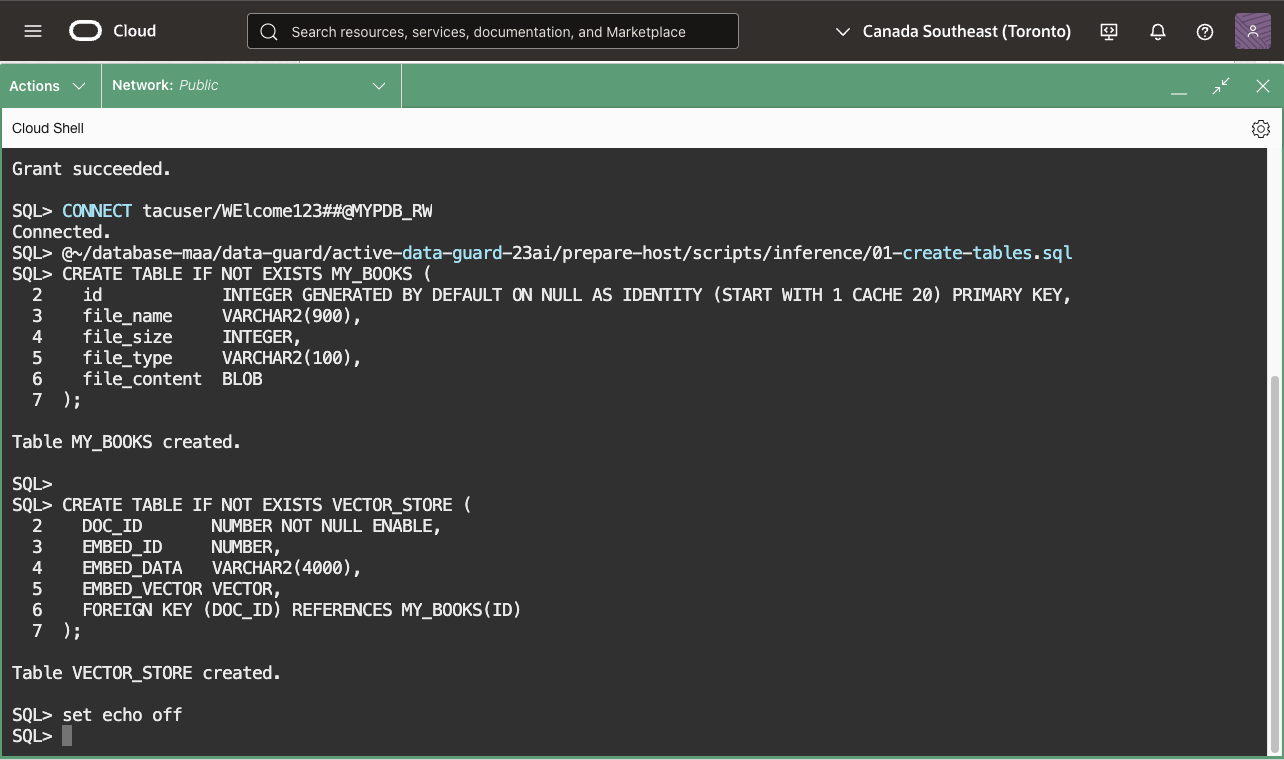 Cloud
Search resources, services, documentation, and Marketplace
Canada Southeast (Toronto)
Actions
Network: Public
Cloud Shell
Grant succeeded.
SQL> CONNECT tacuser/WElcome123##@MYPDB_RW
Connected.
SQL> @~/database-maa/data-guard/active-data-guard-23ai/prepare-host/scripts/inference/01-create-tables.sql
SQL> CREATE TABLE IF NOT EXISTS MY_BOOKS (
  2    id            INTEGER GENERATED BY DEFAULT ON NULL AS IDENTITY (START WITH 1 CACHE 20) PRIMARY KEY,
  3    file_name     VARCHAR2(900),
  4    file_size     INTEGER,
  5    file_type     VARCHAR2(100),
  6    file_content  BLOB
  7  );
Table MY_BOOKS created.
SQL>
SQL> CREATE TABLE IF NOT EXISTS VECTOR_STORE (
  2    DOC_ID       NUMBER NOT NULL ENABLE,
  3    EMBED_ID     NUMBER,
  4    EMBED_DATA   VARCHAR2(4000),
  5    EMBED_VECTOR VECTOR,
  6    FOREIGN KEY (DOC_ID) REFERENCES MY_BOOKS(ID)
  7  );
Table VECTOR_STORE created.
SQL> set echo off
SQL>